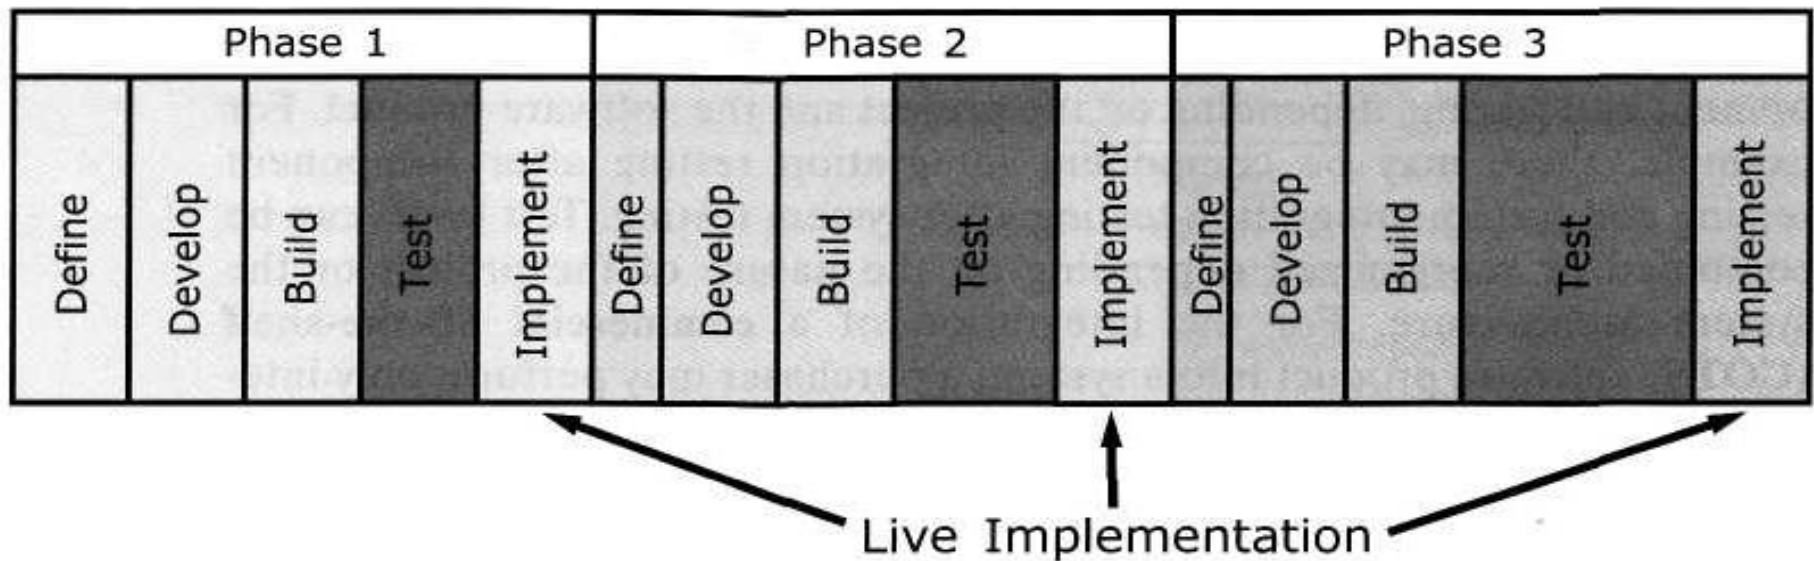 Phase 1
Phase 2
Phase 3
Define
Develop
Build
Test
Implement
Define
Develop
Build
Test
Implement
Define
Develop
Build
Test
Implement
Live Implementation